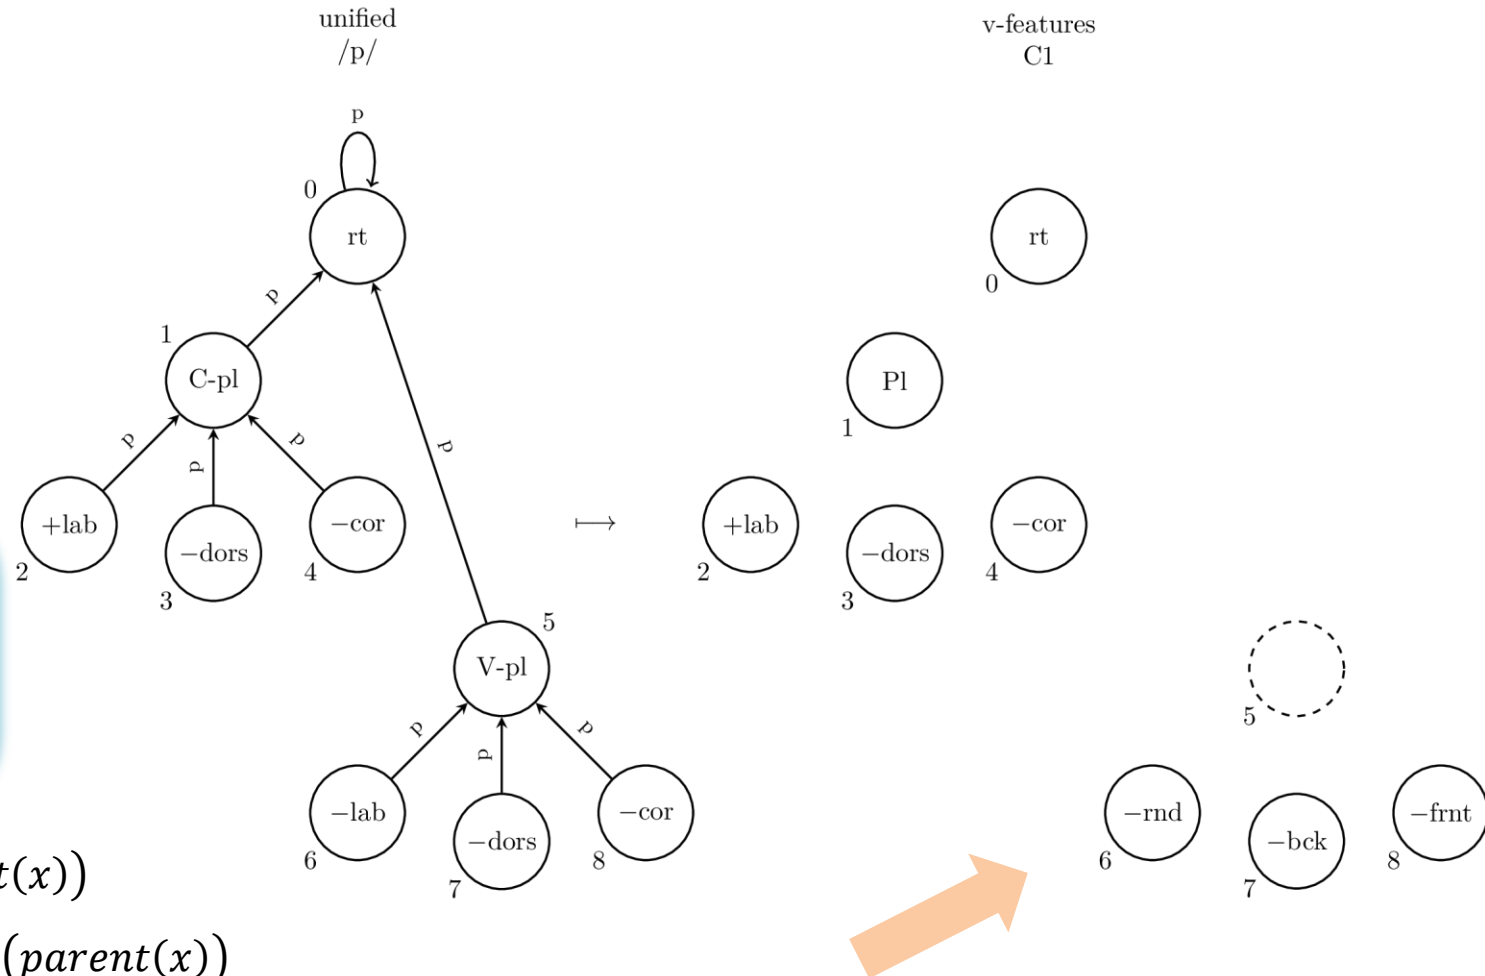 unified
/p/
v-features
C1
p
0
rt
rt
0
p
1
C-pl
Pl
1
p
p
p
p
+lab
−dors
−cor
2
3
4
⟼
+lab
−dors
−cor
2
3
4
5
V-pl
5
p
p
p
−lab
−dors
−cor
6
7
8
−rnd
−bck
−frnt
6
7
8
t(x))
(parent(x))